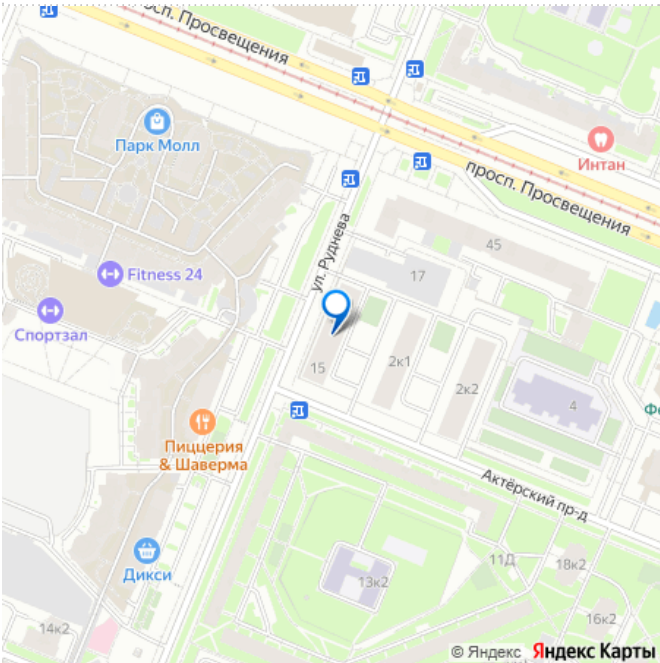 просп. Просвещения
Парк Молл
Интан
просп. Просвещения
ул. Руднева
45
17
Fitness 24
Спортзал
15
2к1
2к2
4
Пиццерия
& Шаверма
Актёрский пр-д
Дикси
11Д
18к2
13к2
16к2
14к2
© Яндекс Яндекс Карты